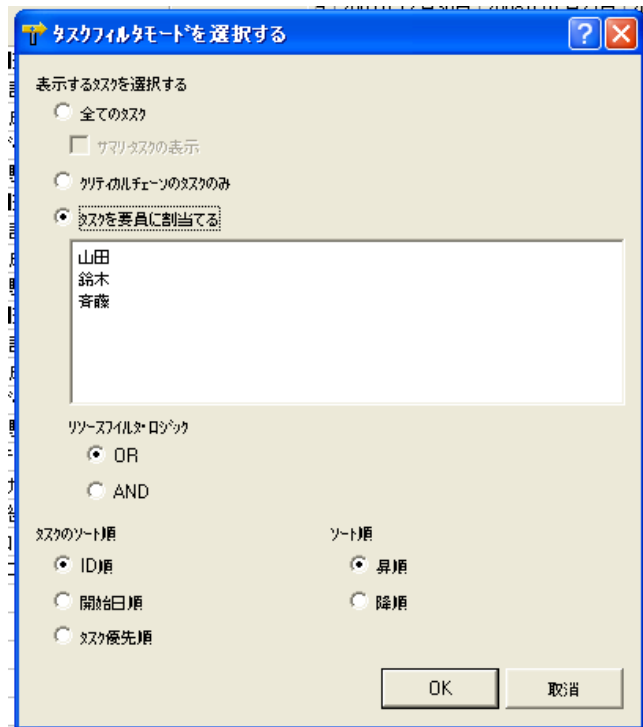 タスクフィルタモードを選択する
表示するタスクを選択する
全てのタスク
サマリ・タスクの表示
クリティカルチェーンのタスクのみ
タスクを要員に割当てる
山田
鈴木
斉藤
リソースフィルタ・ロジック
OR
AND
タスクのソート順
ソート順
ID順
昇順
開始日順
降順
タスク優先順
OK
取消